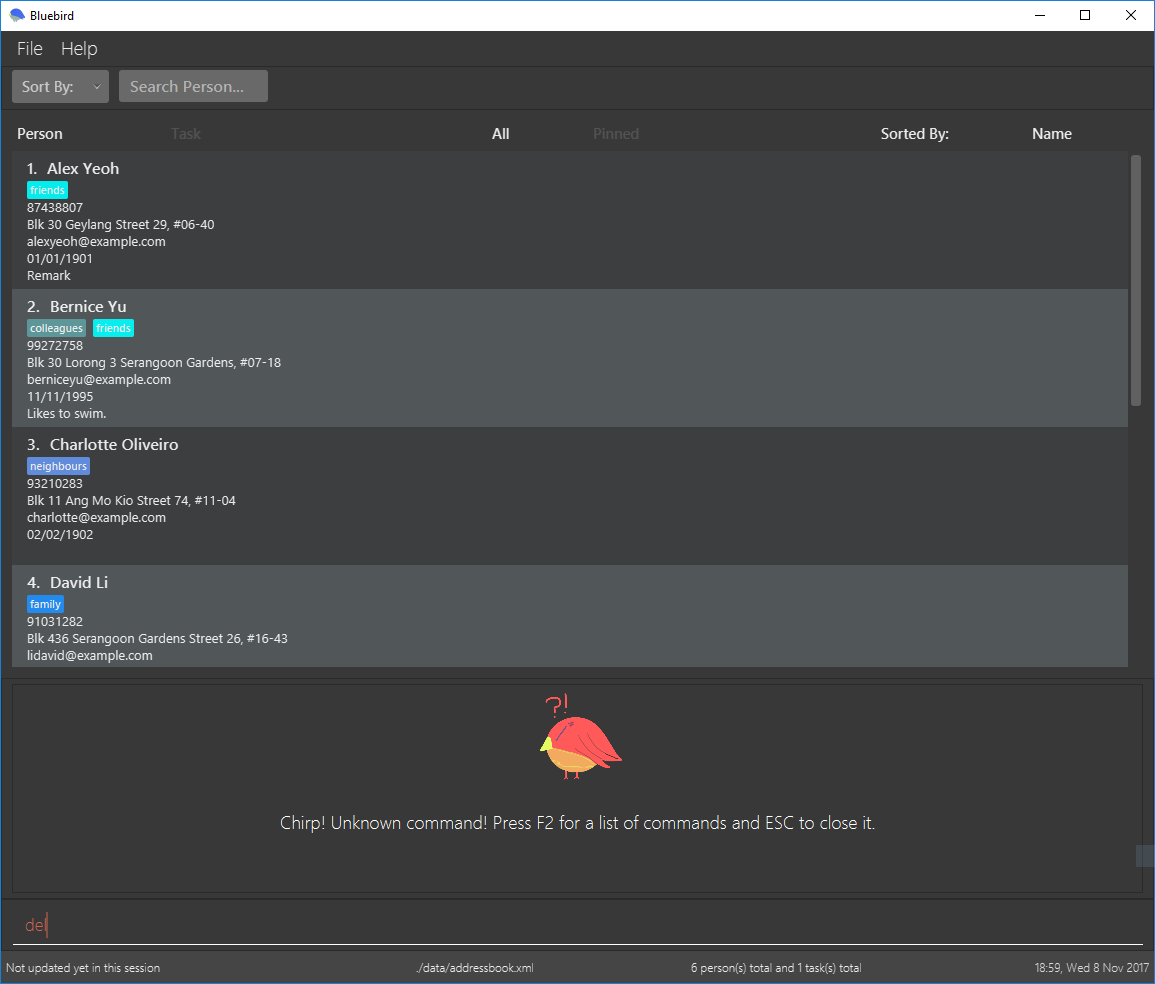 Bluebird
File Help
Sort By: Search Person...
Person Task All Pinned Sorted By: Name
1. Alex Yeoh
friends
87438807
Blk 30 Geylang Street 29, #06-40
alexyeoh@example.com
01/01/1901
Remark
2. Bernice Yu
colleagues friends
99272758
Blk 30 Lorong 3 Serangoon Gardens, #07-18
berniceyu@example.com
11/11/1995
Likes to swim.
3. Charlotte Oliveiro
neighbours
93210283
Blk 11 Ang Mo Kio Street 74, #11-04
charlotte@example.com
02/02/1902
4. David Li
family
91031282
Blk 436 Serangoon Gardens Street 26, #16-43
lidavid@example.com
?!
Chirp! Unknown command! Press F2 for a list of commands and ESC to close it.
del
Not updated yet in this session ./data/addressbook.xml 6 person(s) total and 1 task(s) total 18:59, Wed 8 Nov 2017